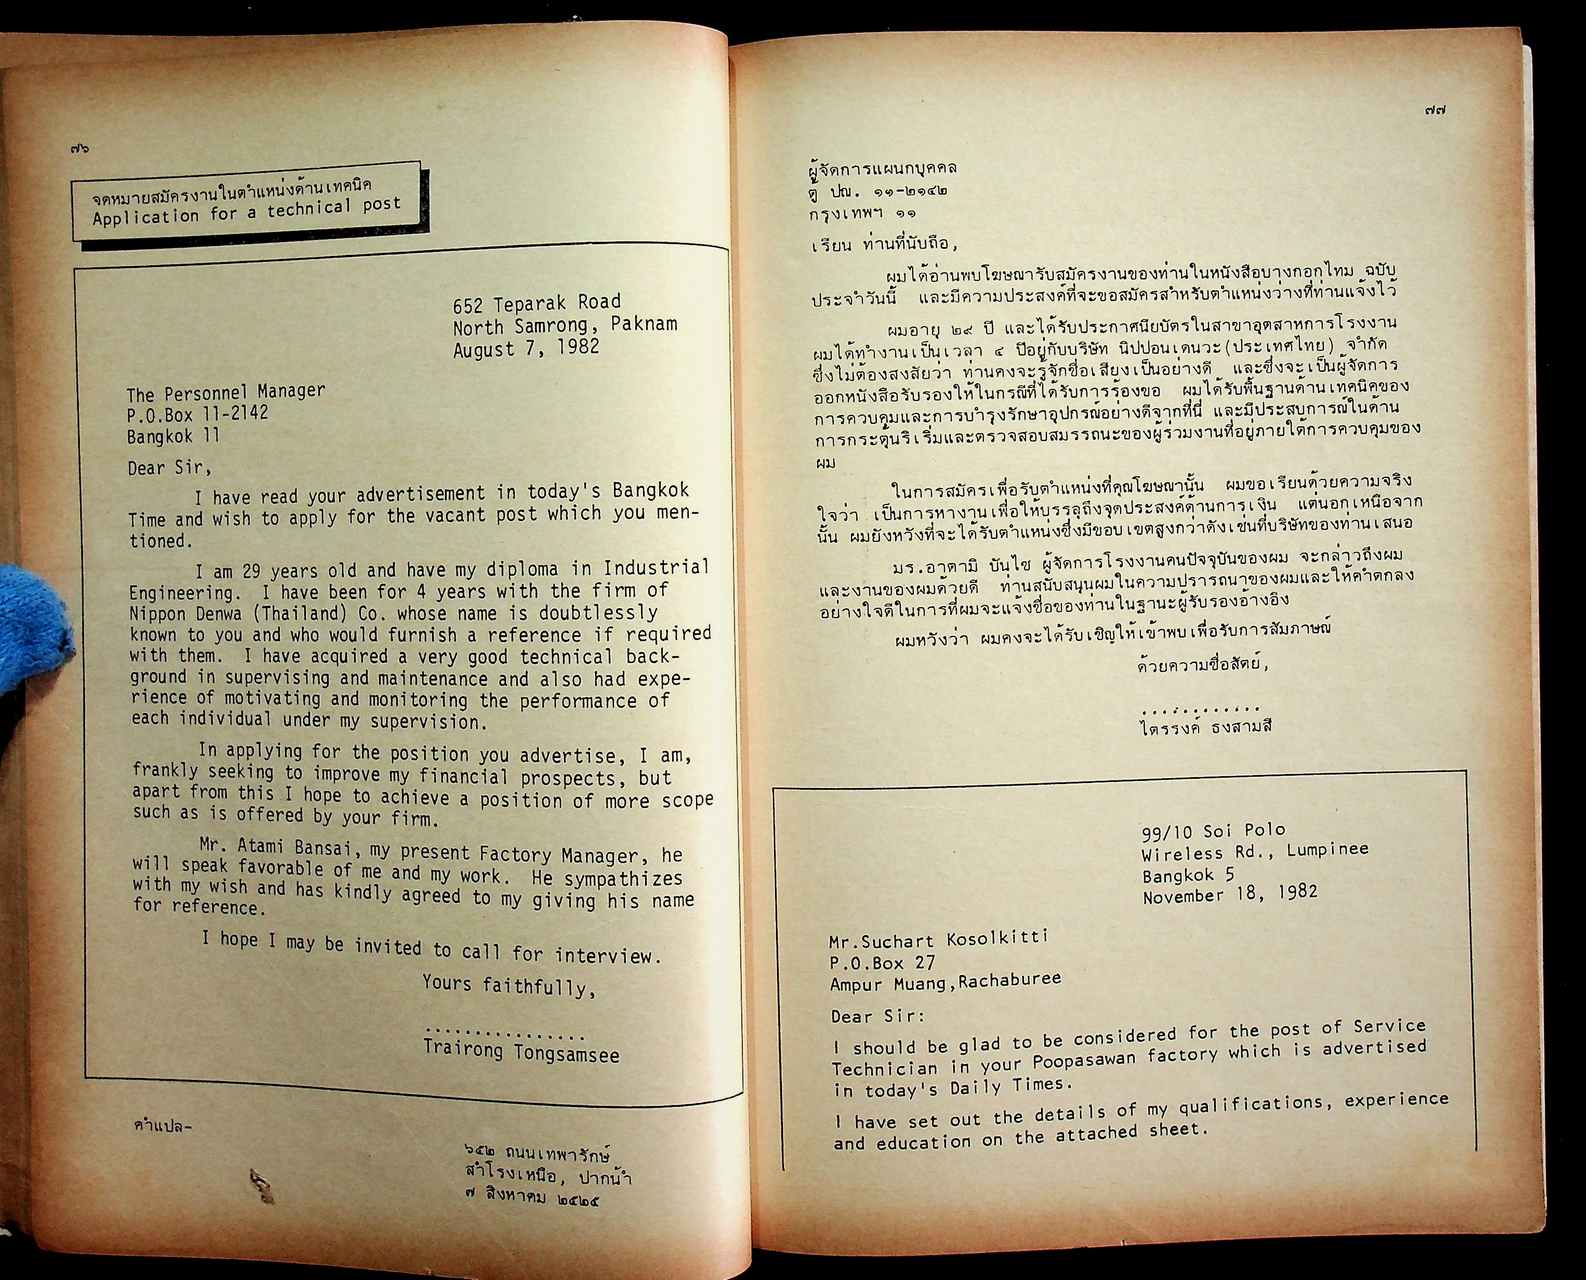 ๗๖
จดหมายสมัครงานในตำแหน่งด้านเทคนิค
Application for a technical post
652 Teparak Road
North Samrong, Paknam
August 7, 1982
The Personnel Manager
P.O.Box 11-2142
Bangkok 11
Dear Sir,
I have read your advertisement in today's Bangkok
Time and wish to apply for the vacant post which you men-
tioned.
I am 29 years old and have my diploma in Industrial
Engineering. I have been for 4 years with the firm of
Nippon Denwa (Thailand) Co. whose name is doubtlessly
known to you and who would furnish a reference if required
with them. I have acquired a very good technical back-
ground in supervising and maintenance and also had expe-
rience of motivating and monitoring the performance of
each individual under my supervision.
In applying for the position you advertise, I am,
frankly seeking to improve my financial prospects, but
apart from this I hope to achieve a position of more scope
such as is offered by your firm.
Mr. Atami Bansai, my present Factory Manager, he
will speak favorable of me and my work. He sympathizes
with my wish and has kindly agreed to my giving his name
for reference.
I hope I may be invited to call for interview.
Yours faithfully,
................
Trairong Tongsamsee
คำแปล-
๖๕๒ ถนนเทพารักษ์
สำโรงเหนือ, ปากน้ำ
๗ สิงหาคม ๒๕๒๕
๗๗
ผู้จัดการแผนกบุคคล
ตู้ ปณ. ๑๑-๒๑๔๒
กรุงเทพฯ ๑๑
เรียน ท่านที่นับถือ,
ผมได้อ่านพบโฆษณารับสมัครงานของท่านในหนังสือบางกอกไทม ฉบับ
ประจำวันนี้ และมีความประสงค์ที่จะขอสมัครสำหรับตำแหน่งว่างที่ท่านแจ้งไว้
ผมอายุ ๒๙ ปี และได้รับประกาศนียบัตรในสาขาอุตสาหการโรงงาน
ผมได้ทำงานเป็นเวลา ๔ ปีอยู่กับบริษัท นิปปอนเดนวะ(ประเทศไทย) จำกัด
ซึ่งไม่ต้องสงสัยว่า ท่านคงจะรู้จักชื่อเสียงเป็นอย่างดี และซึ่งจะเป็นผู้จัดการ
ออกหนังสือรับรองให้ในกรณีที่ได้รับการร้องขอ ผมได้รับพื้นฐานด้านเทคนิคของ
การควบคุมและการบำรุงรักษาอุปกรณ์อย่างดีจากที่นี่ และมีประสบการณ์ในด้าน
การกระตุ้นริเริ่มและตรวจสอบสมรรถนะของผู้ร่วมงานที่อยู่ภายใต้การควบคุมของ
ผม
ในการสมัครเพื่อรับตำแหน่งที่คุณโฆษณานั้น ผมขอเรียนด้วยความจริง
ใจว่า เป็นการหางานเพื่อให้บรรลุถึงจุดประสงค์ด้านการเงิน แต่นอกเหนือจาก
นั้น ผมยังหวังที่จะได้รับตำแหน่งซึ่งมีขอบเขตสูงกว่าดังเช่นที่บริษัทของท่านเสนอ
มร.อาตามิ บันไซ ผู้จัดการโรงงานคนปัจจุบันของผม จะกล่าวถึงผม
และงานของผมด้วยดี ท่านสนับสนุนผมในความปรารถนาของผมและให้คำตกลง
อย่างใจดีในการที่ผมจะแจ้งชื่อของท่านในฐานะผู้รับรองอ้างอิง
ผมหวังว่า ผมคงจะได้รับเชิญให้เข้าพบเพื่อรับการสัมภาษณ์
ด้วยความซื่อสัตย์,
............
ไตรรงค์ ธงสามสี
99/10 Soi Polo
Wireless Rd., Lumpinee
Bangkok 5
November 18, 1982
Mr.Suchart Kosolkitti
P.O.Box 27
Ampur Muang,Rachaburee
Dear Sir:
I should be glad to be considered for the post of Service
Technician in your Poopasawan factory which is advertised
in today's Daily Times.
I have set out the details of my qualifications, experience
and education on the attached sheet.